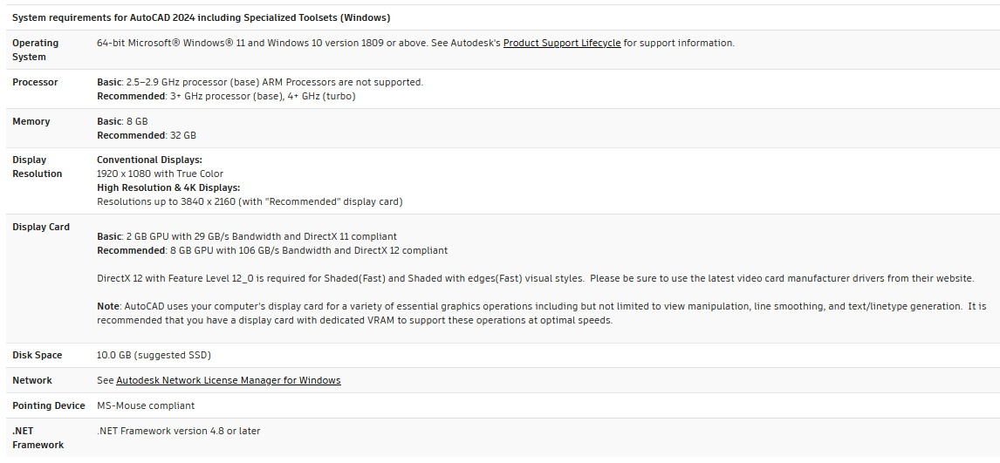 System requirements for AutoCAD 2024 including Specialized Toolsets (Windows)
Operating System
64-bit Microsoft® Windows® 11 and Windows 10 version 1809 or above. See Autodesk's Product Support Lifecycle for support information.
Processor
Basic: 2.5–2.9 GHz processor (base) ARM Processors are not supported.
Recommended: 3+ GHz processor (base), 4+ GHz (turbo)
Memory
Basic: 8 GB
Recommended: 32 GB
Display Resolution
Conventional Displays:
1920 x 1080 with True Color
High Resolution & 4K Displays:
Resolutions up to 3840 x 2160 (with "Recommended" display card)
Display Card
Basic: 2 GB GPU with 29 GB/s Bandwidth and DirectX 11 compliant
Recommended: 8 GB GPU with 106 GB/s Bandwidth and DirectX 12 compliant
DirectX 12 with Feature Level 12_0 is required for Shaded(Fast) and Shaded with edges(Fast) visual styles.  Please be sure to use the latest video card manufacturer drivers from their website.
Note: AutoCAD uses your computer's display card for a variety of essential graphics operations including but not limited to view manipulation, line smoothing, and text/linetype generation.  It is
recommended that you have a display card with dedicated VRAM to support these operations at optimal speeds.
Disk Space
10.0 GB (suggested SSD)
Network
See Autodesk Network License Manager for Windows
Pointing Device
MS-Mouse compliant
.NET Framework
.NET Framework version 4.8 or later